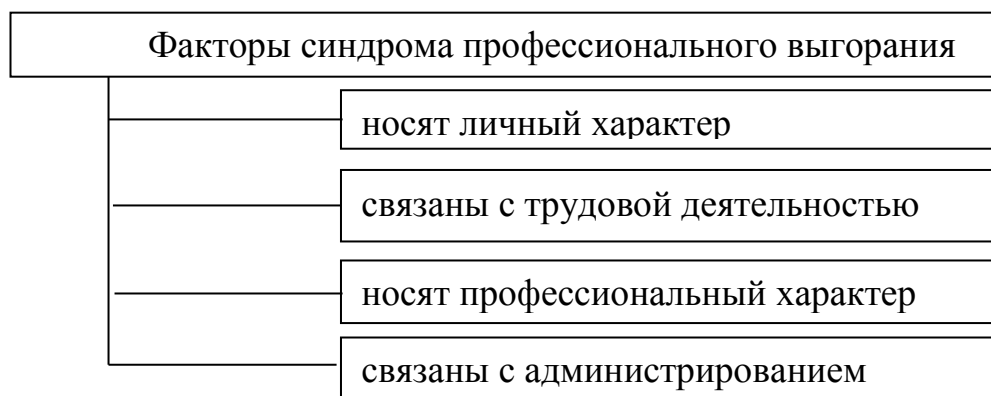 Факторы синдрома профессионального выгорания
носят личный характер
связаны с трудовой деятельностью
носят профессиональный характер
связаны с администрированием